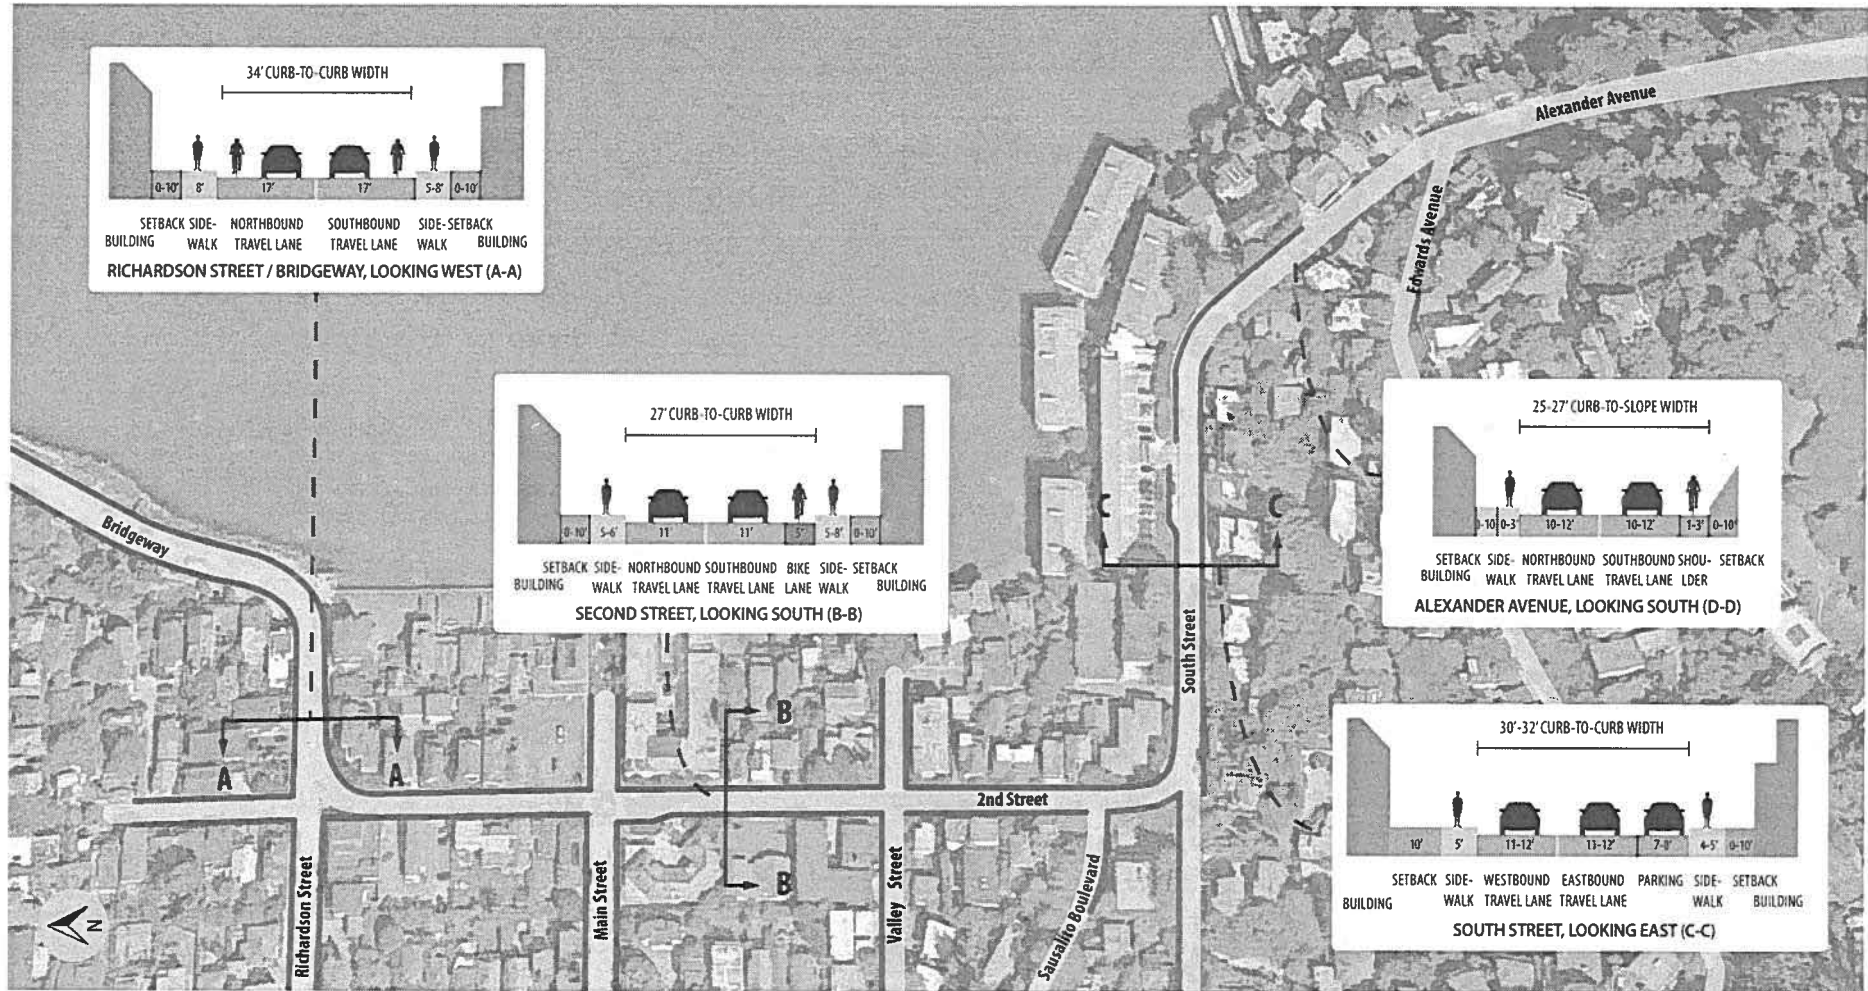 34' CURB-TO-CURB WIDTH
0-10' 8' 17' 17' 5-8' 0-10'
SETBACK SIDE- NORTHBOUND SOUTHBOUND SIDE- SETBACK
BUILDING WALK TRAVEL LANE TRAVEL LANE WALK BUILDING
RICHARDSON STREET / BRIDGEWAY, LOOKING WEST (A-A)
27' CURB-TO-CURB WIDTH
0-10' 5-6' 11' 11' 5' 5-8' 0-10'
SETBACK SIDE- NORTHBOUND SOUTHBOUND BIKE SIDE- SETBACK
BUILDING WALK TRAVEL LANE TRAVEL LANE LANE WALK BUILDING
SECOND STREET, LOOKING SOUTH (B-B)
25-27' CURB-TO-SLOPE WIDTH
0-10 0-3' 10-12' 10-12' 1-3' 0-10'
SETBACK SIDE- NORTHBOUND SOUTHBOUND SHOU- SETBACK
BUILDING WALK TRAVEL LANE TRAVEL LANE LDER
ALEXANDER AVENUE, LOOKING SOUTH (D-D)
30'-32' CURB-TO-CURB WIDTH
10' 5' 11-12' 11-12' 7-8' 4-5' 0-10'
SETBACK SIDE- WESTBOUND EASTBOUND PARKING SIDE- SETBACK
BUILDING WALK TRAVEL LANE TRAVEL LANE WALK BUILDING
SOUTH STREET, LOOKING EAST (C-C)
Alexander Avenue
Edwards Avenue
Bridgeway
C C
South Street
A A
B
B
2nd Street
Richardson Street
Main Street
Valley Street
Sausalito Boulevard
N